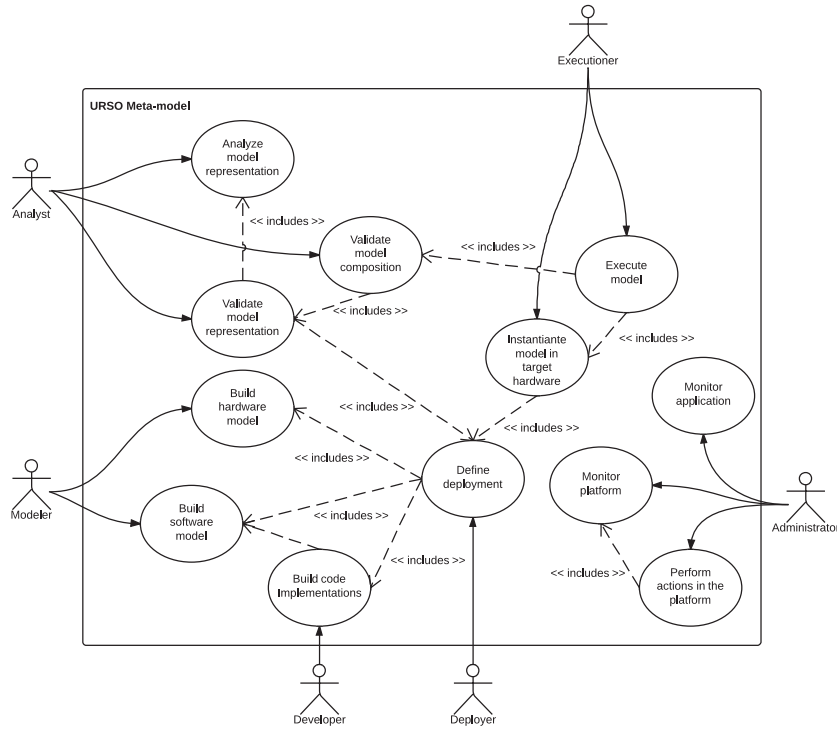 Executioner
URSO Meta-model
Analyze
model
representation
Analyst
<< includes >>
Validate
model
composition
<< includes >>
Execute
model
Validate
model
representation
<< includes >>
Instantiante
model in
target
hardware
<< includes >>
Build
hardware
model
<< includes >>
<< includes >>
Monitor
application
Modeler
<< includes >>
Define
deployment
Monitor
platform
Build
software
model
<< includes >>
Administrator
<< includes >>
<< includes >>
Build code
Implementations
Perform
actions in the
platform
Developer
Deployer